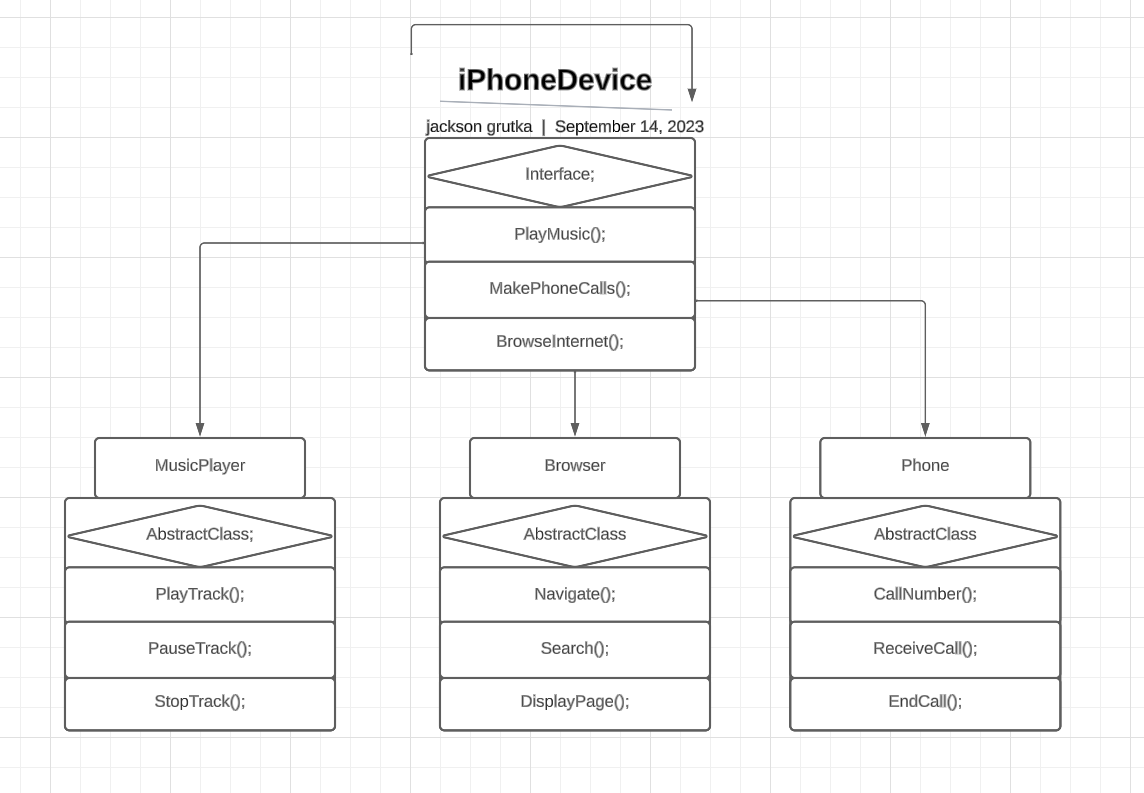 iPhoneDevice
jackson grutka | September 14, 2023
Interface;
PlayMusic();
MakePhoneCalls();
BrowseInternet();
MusicPlayer
AbstractClass;
PlayTrack();
PauseTrack();
StopTrack();
Browser
AbstractClass
Navigate();
Search();
DisplayPage();
Phone
AbstractClass
CallNumber();
ReceiveCall();
EndCall();